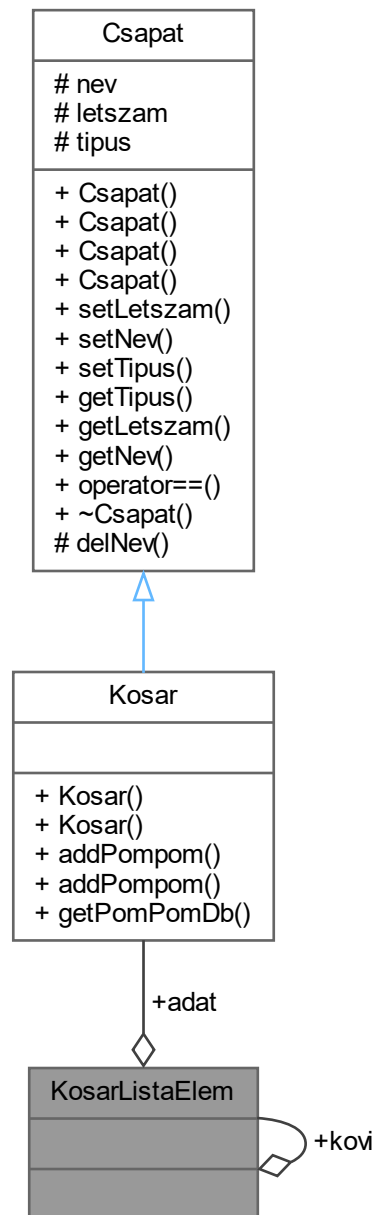 Csapat
# nev
# letszam
# tipus
+ Csapat()
+ Csapat()
+ Csapat()
+ Csapat()
+ setLetszam()
+ setNev()
+ setTipus()
+ getTipus()
+ getLetszam()
+ getNev()
+ operator==()
+ ~Csapat()
# delNev()
Kosar
+ Kosar()
+ Kosar()
+ addPompom()
+ addPompom()
+ getPomPomDb()
+adat
KosarListaElem
+kovi